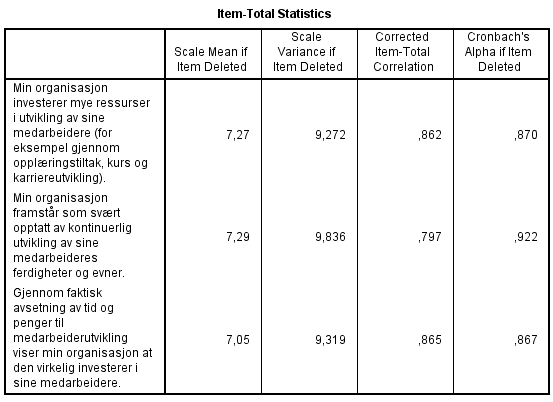 Item-Total Statistics
Scale Mean if Item Deleted
Scale Variance if Item Deleted
Corrected Item-Total Correlation
Cronbach's Alpha if Item Deleted
Min organisasjon
investerer mye ressurser
i utvikling av sine
medarbeidere (for
eksempel gjennom
opplæringstiltak, kurs og
karriereutvikling).
7,27 9,272 ,862 ,870
Min organisasjon
framstår som svært
opptatt av kontinuerlig
utvikling av sine
medarbeideres
ferdigheter og evner.
7,29 9,836 ,797 ,922
Gjennom faktisk
avsetning av tid og
penger til
medarbeiderutvikling
viser min organisasjon at
den virkelig investerer i
sine medarbeidere.
7,05 9,319 ,865 ,867